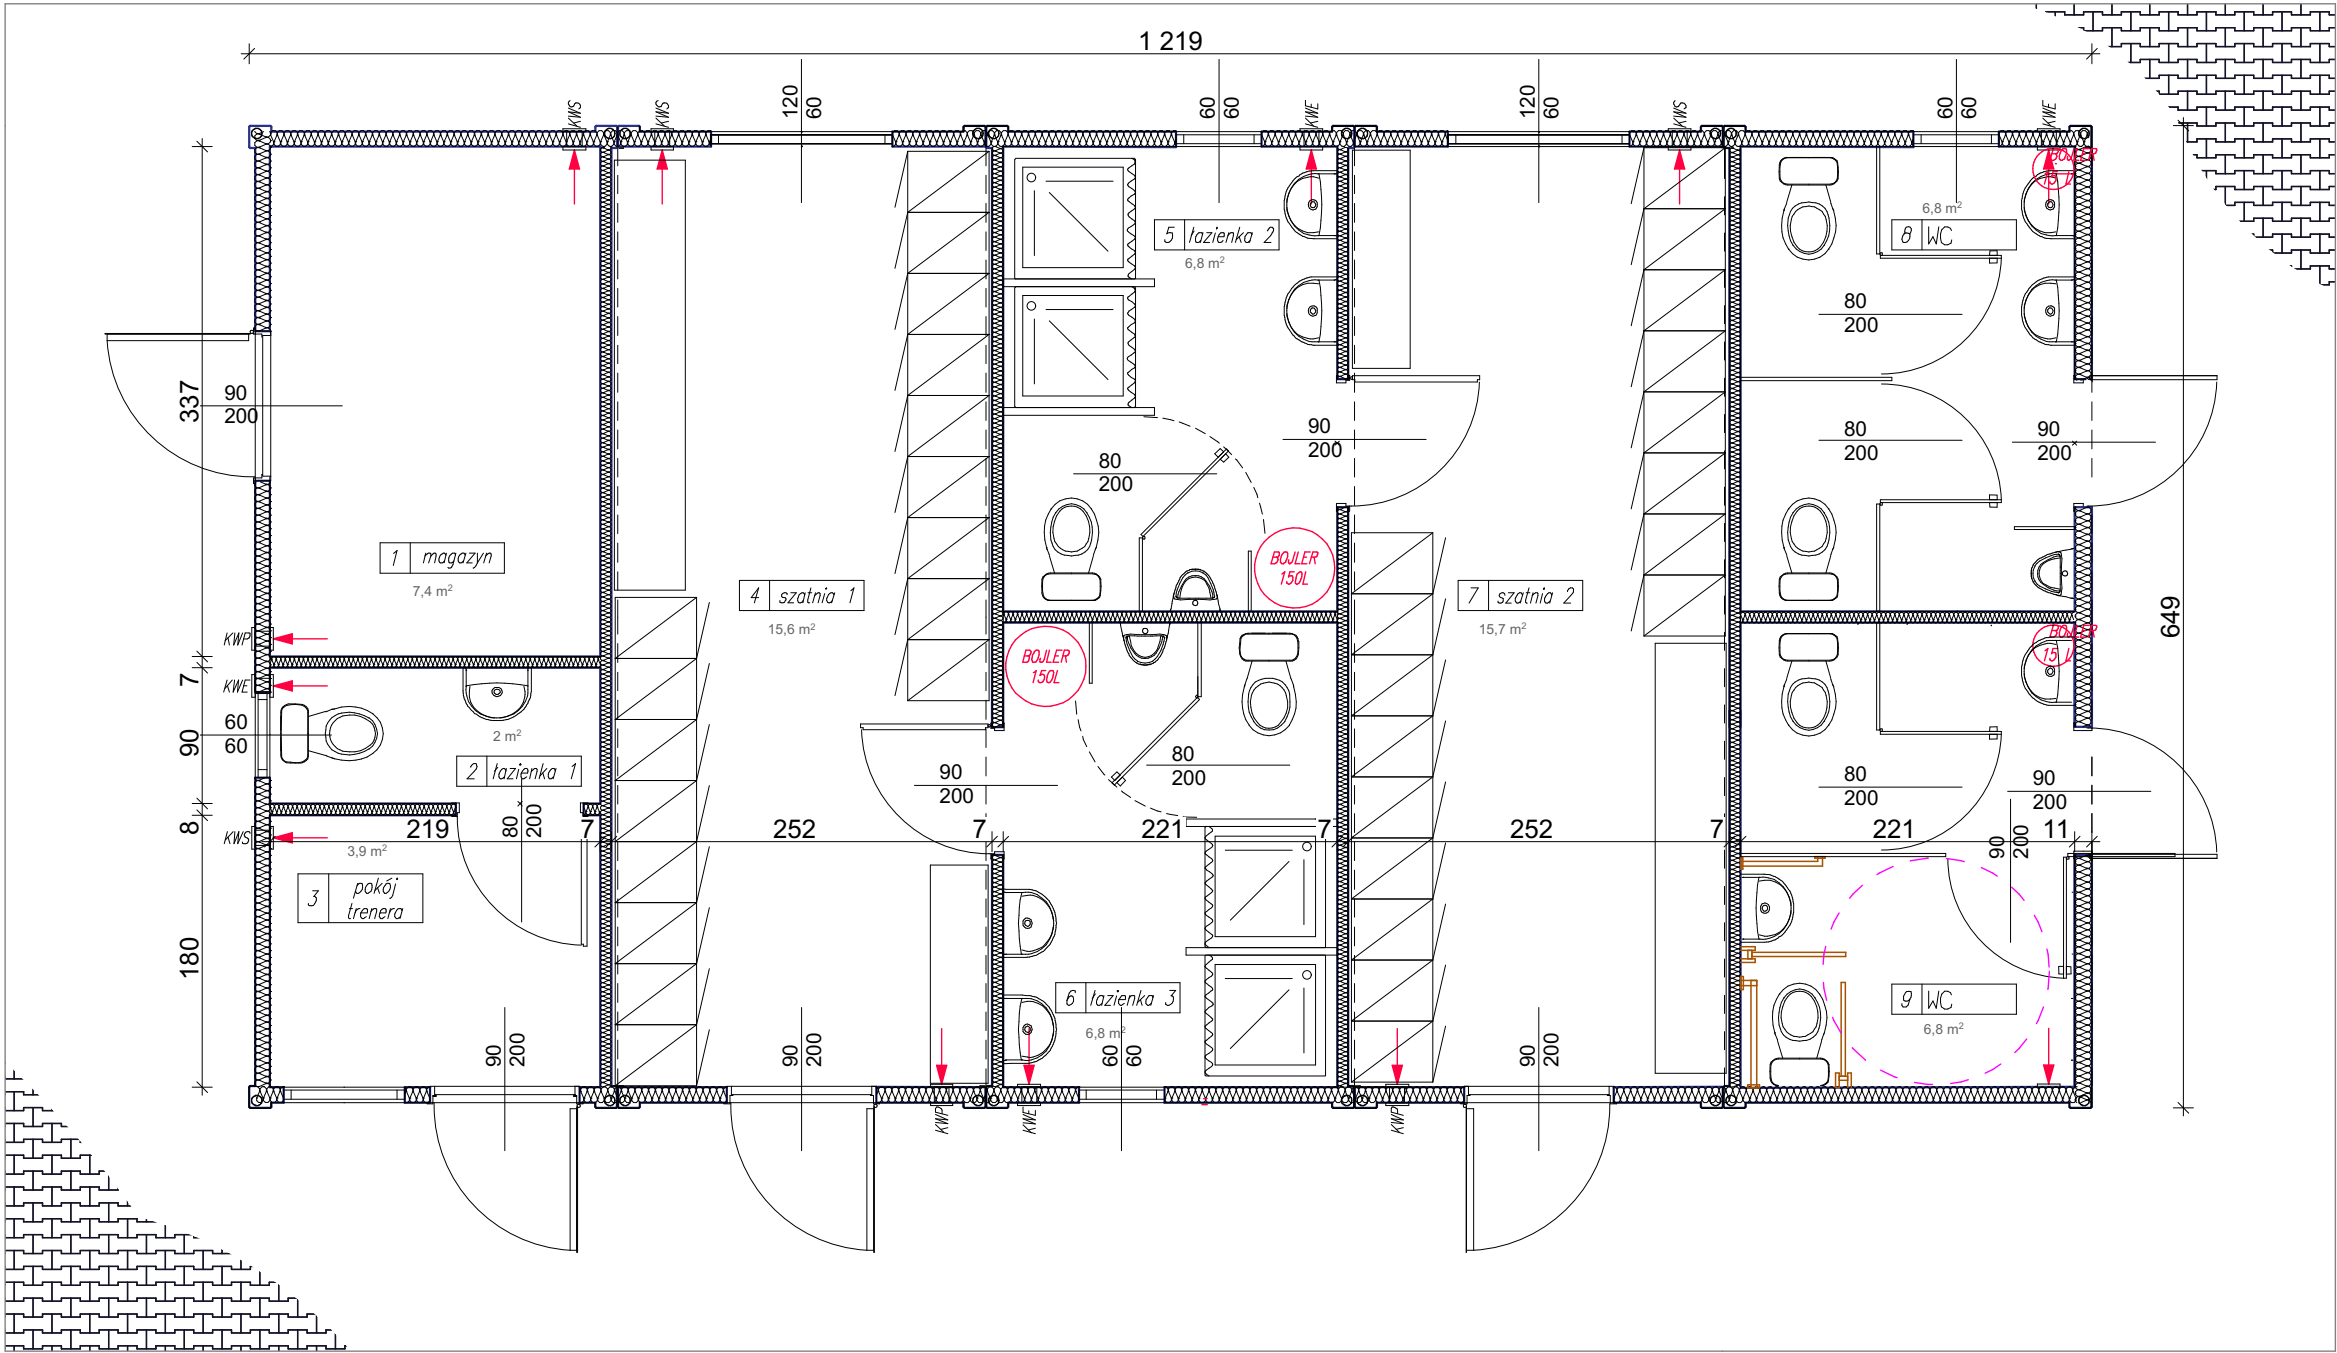 1 219
KWS
KWS
120
60
60
60
KWE
120
60
KWS
60
60
KWE
BOJLER
15 l
5 łazienka 2
6,8 m²
6,8 m²
8 WC
80
200
337
90
200
90
200
80
200
90
200
80
200
1 magazyn
7,4 m²
BOJLER
150L
4 szatnia 1
15,6 m²
7 szatnia 2
15,7 m²
649
KWP
BOJLER
150L
BOJLER
15 l
7
KWE
90
60
60
2 m²
2 łazienka 1
80
200
90
200
80
200
90
200
8
KWS
219
80
200
7
252
7
221
7
252
7
221
90
200
11
3,9 m²
3 pokój
trenera
180
6 łazienka 3
6,8 m²
9 WC
6,8 m²
90
200
90
200
60
60
90
200
KWP
KWE
KWP